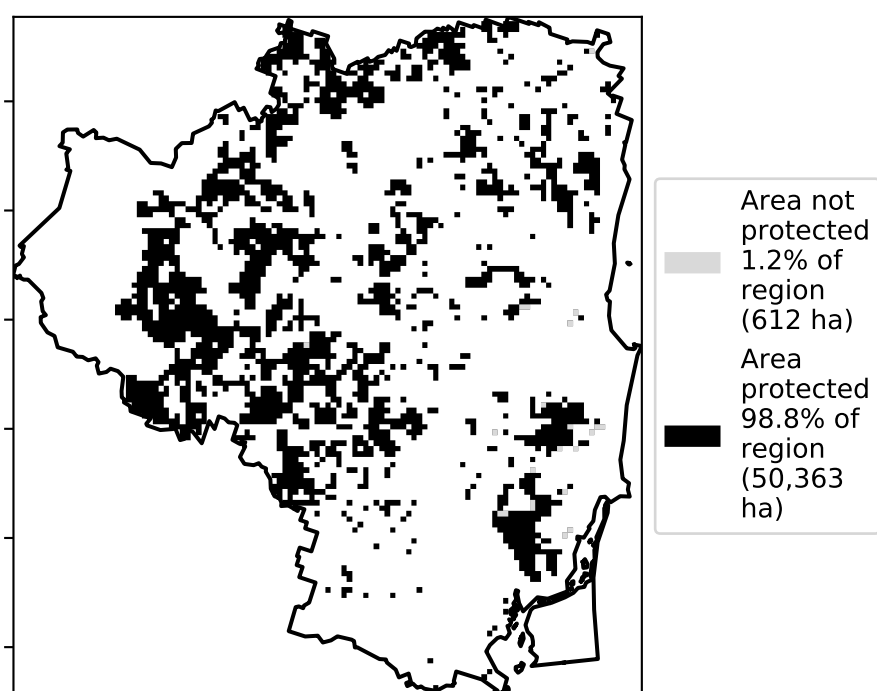 Area not
protected
1.2% of
region
(612 ha)
Area
protected
98.8% of
region
(50,363
ha)